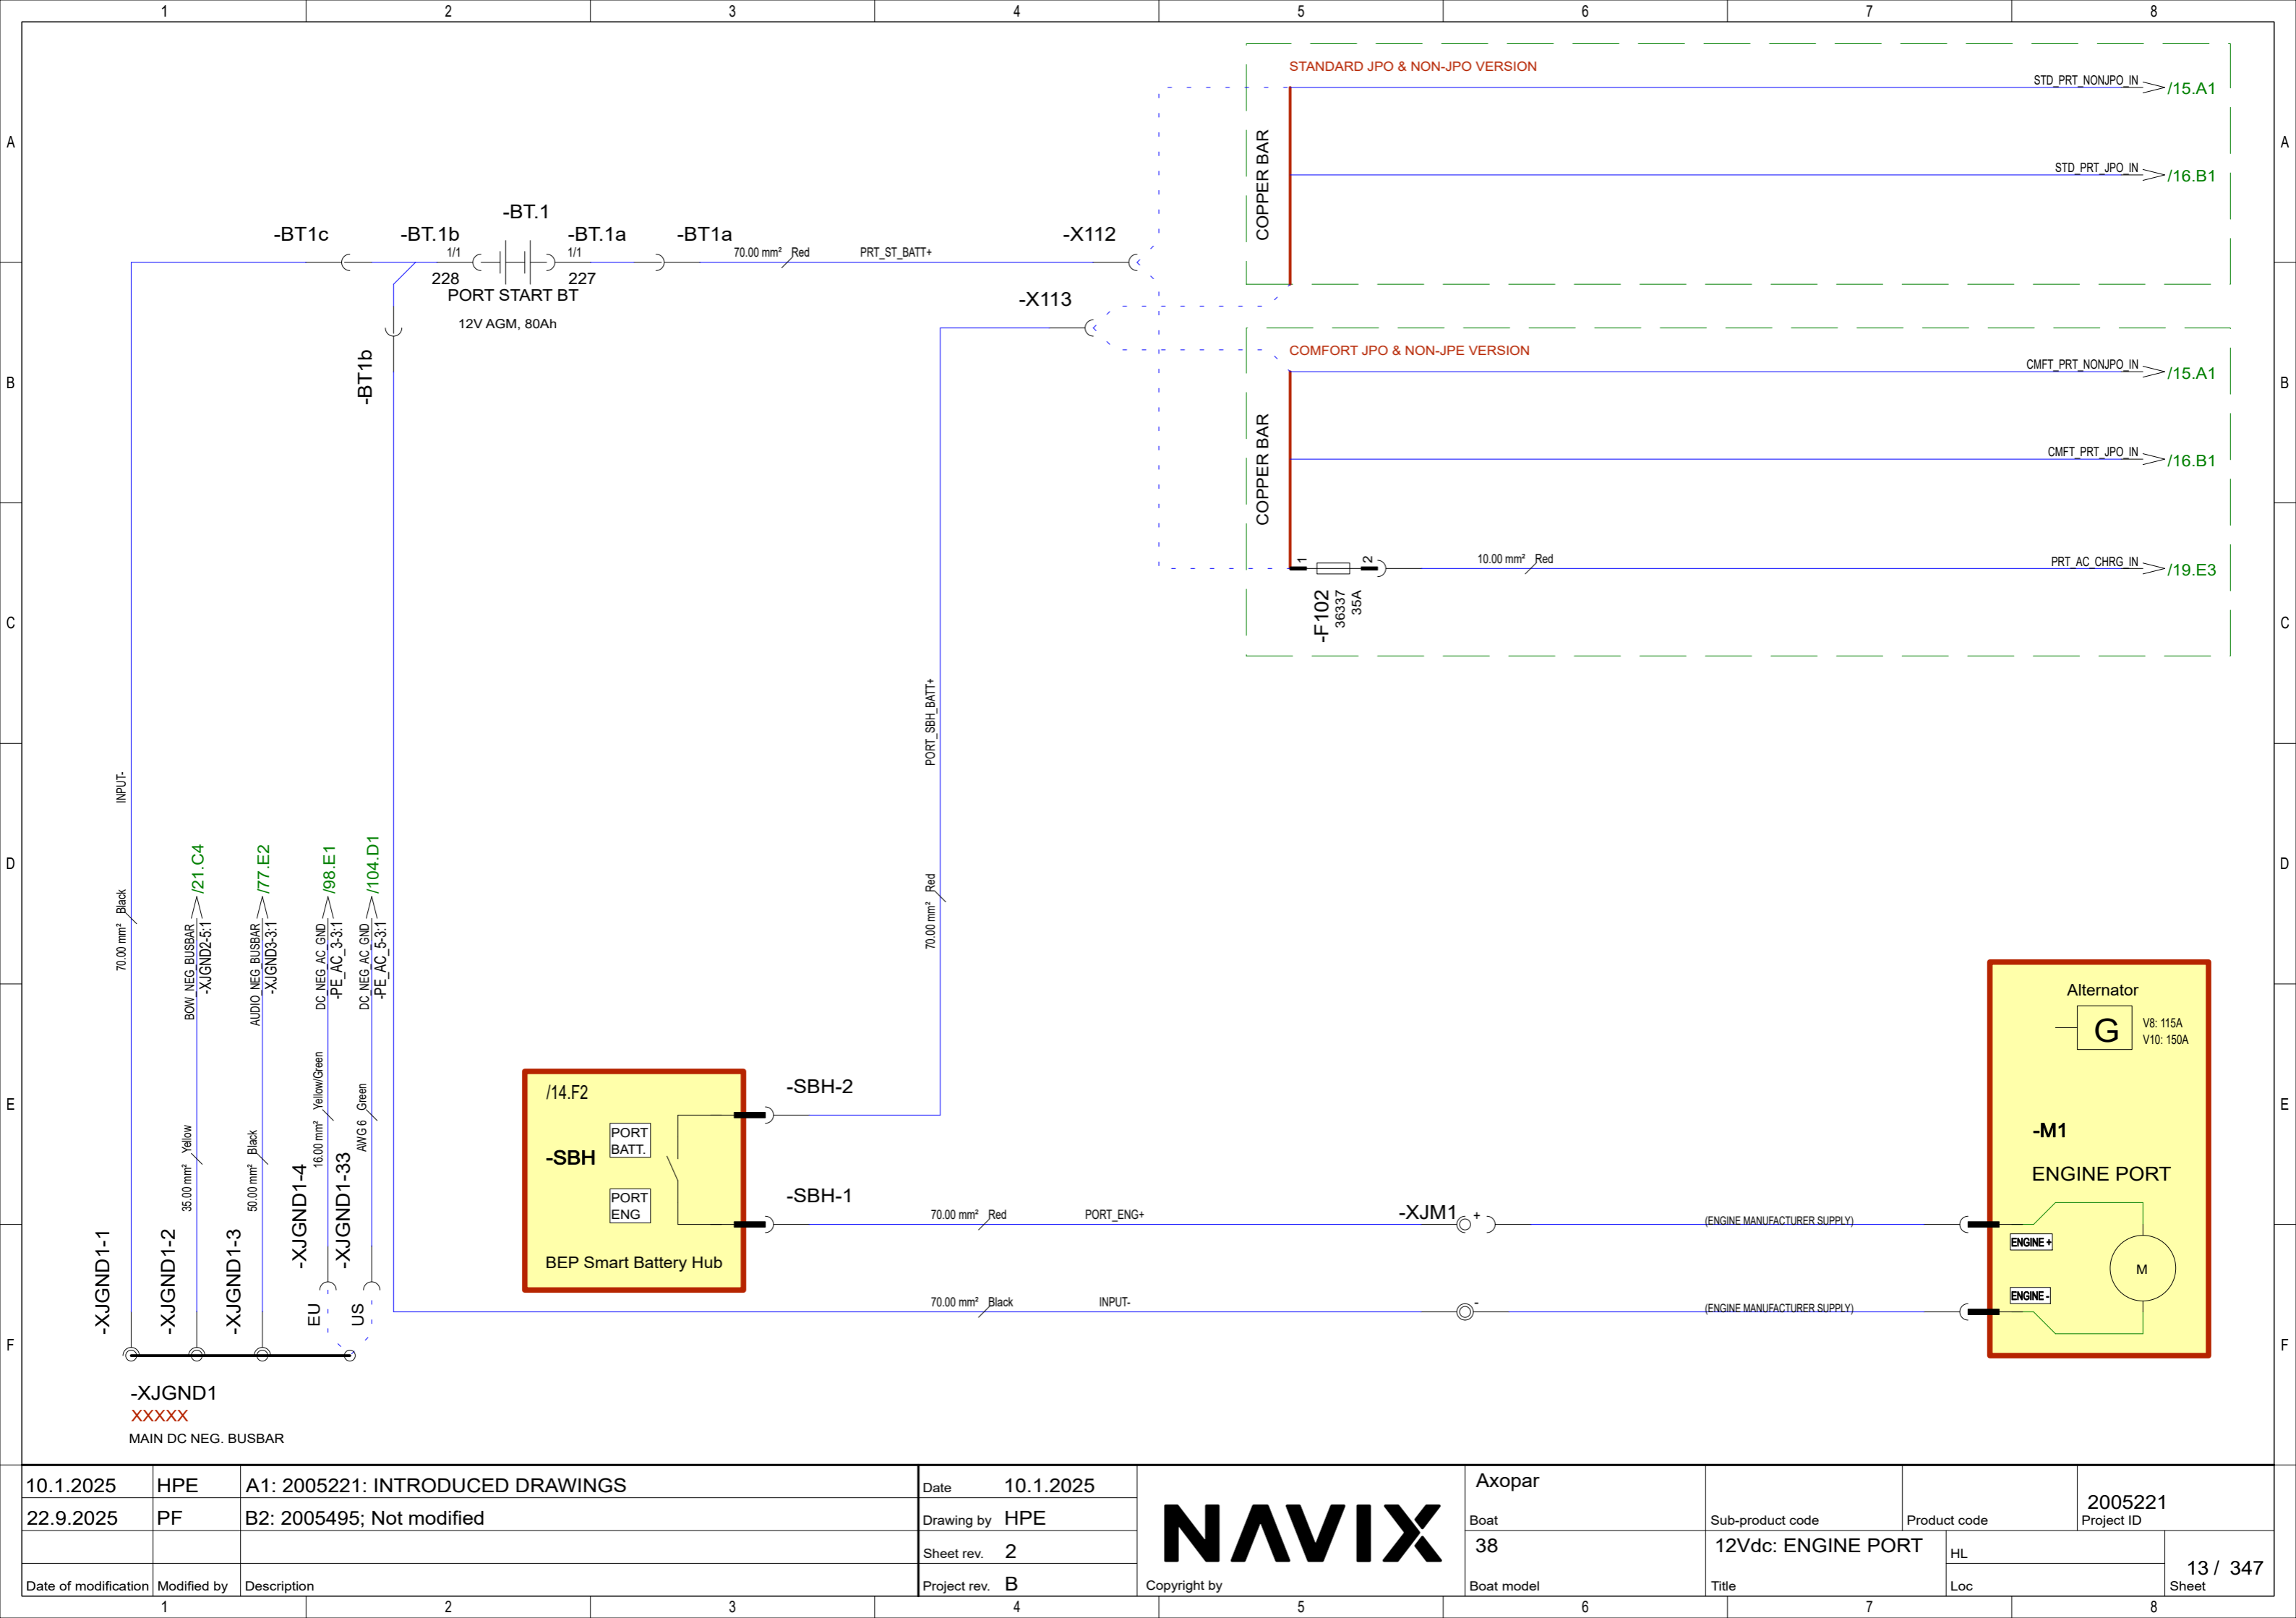 1 2 3 4 5 6 7 8
A A
B B
C C
D D
E E
F F
STANDARD JPO & NON-JPO VERSION
STD_PRT_NONJPO_IN /15.A1
COPPER BAR
STD_PRT_JPO_IN /16.B1
-BT1c
-BT.1b
1/1
228
-BT.1
PORT START BT
12V AGM, 80Ah
-BT.1a
1/1
227
-BT1a
70.00 mm² Red
PRT_ST_BATT+
-X112
-X113
-BT1b
COMFORT JPO & NON-JPE VERSION
CMFT_PRT_NONJPO_IN /15.A1
COPPER BAR
CMFT_PRT_JPO_IN /16.B1
1 2
10.00 mm² Red
PRT_AC_CHRG_IN /19.E3
-F102
36337
35A
INPUT-
70.00 mm² Black
PORT_SBH_BATT+
70.00 mm² Red
/21.C4
BOW_NEG_BUSBAR
-XJGND2-5:1
35.00 mm² Yellow
/77.E2
AUDIO_NEG_BUSBAR
-XJGND3-3:1
50.00 mm² Black
/98.E1
DC_NEG_AC_GND
-PE_AC_3-3:1
16.00 mm² Yellow/Green
/104.D1
DC_NEG_AC_GND
-PE_AC_5-3:1
AWG 6 Green
-XJGND1-1
-XJGND1-2
-XJGND1-3
-XJGND1-4
-XJGND1-33
EU
US
-XJGND1
XXXXX
MAIN DC NEG. BUSBAR
/14.F2
-SBH
PORT
BATT.
PORT
ENG
BEP Smart Battery Hub
-SBH-2
-SBH-1
70.00 mm² Red
PORT_ENG+
-XJM1
+
(ENGINE MANUFACTURER SUPPLY)
70.00 mm² Black
INPUT-
-
(ENGINE MANUFACTURER SUPPLY)
Alternator
G
V8: 115A
V10: 150A
-M1
ENGINE PORT
ENGINE +
M
ENGINE -
10.1.2025 HPE A1: 2005221: INTRODUCED DRAWINGS
22.9.2025 PF B2: 2005495; Not modified
Date of modification Modified by Description
Date 10.1.2025
Drawing by HPE
Sheet rev. 2
Project rev. B
NAVIX
Copyright by
Axopar
Boat
38
Boat model
Sub-product code
Product code
2005221
Project ID
12Vdc: ENGINE PORT
Title
HL
Loc
13 / 347
Sheet
1 2 3 4 5 6 7 8